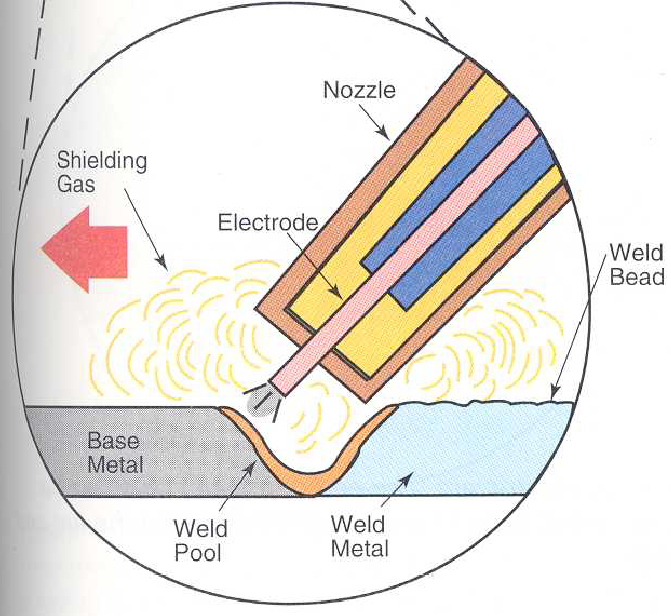 Nozzle
Shielding
Gas
Electrode
Weld
Bead
Base
Metal
Weld
Pool
Weld
Metal